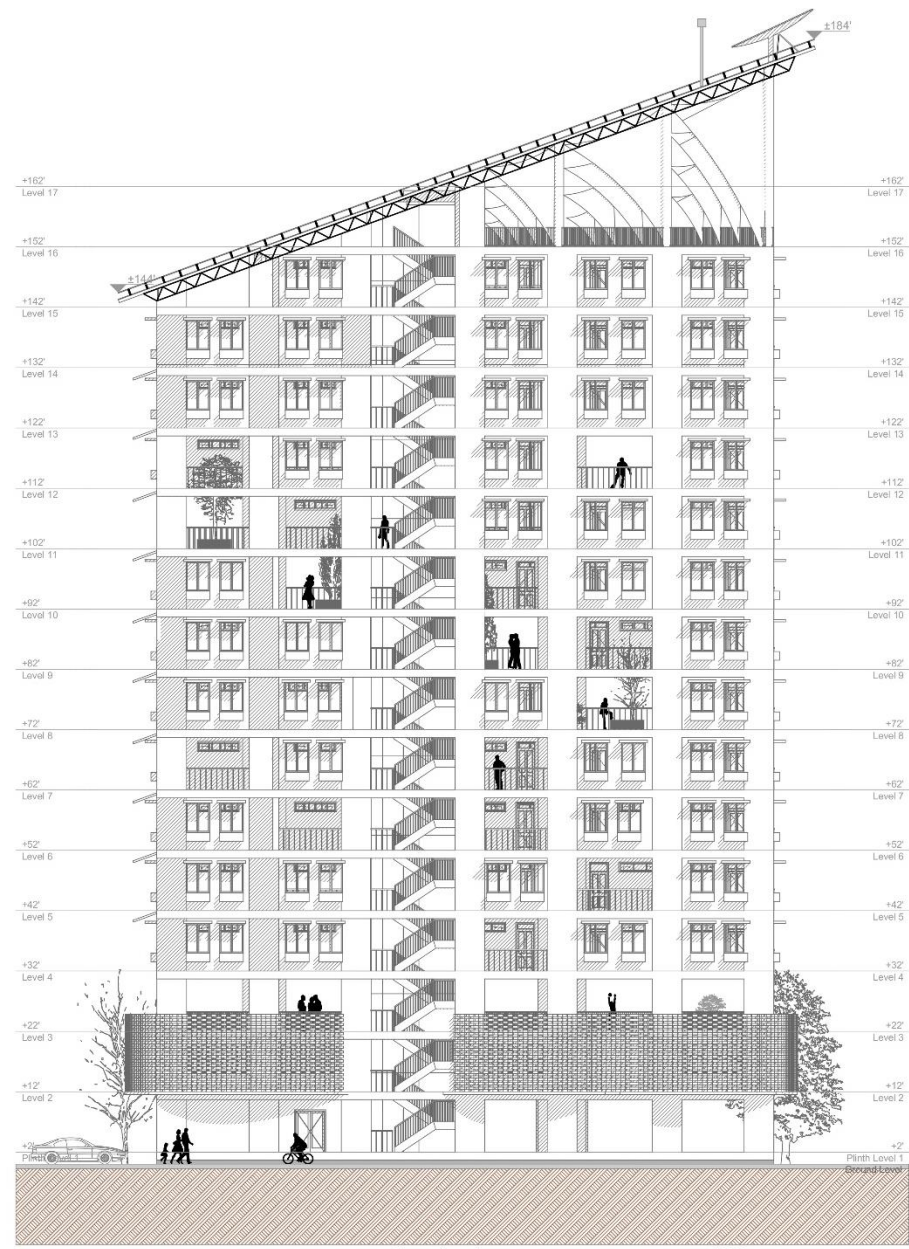 ±184'
+162'
Level 17
+162'
Level 17
+152'
Level 16
+152'
Level 16
±144'
+142'
Level 15
+142'
Level 15
+132'
Level 14
+132'
Level 14
+122'
Level 13
+122'
Level 13
+112'
Level 12
+112'
Level 12
+102'
Level 11
+102'
Level 11
+92'
Level 10
+92'
Level 10
+82'
Level 9
+82'
Level 9
+72'
Level 8
+72'
Level 8
+62'
Level 7
+62'
Level 7
+52'
Level 6
+52'
Level 6
+42'
Level 5
+42'
Level 5
+32'
Level 4
+32'
Level 4
+22'
Level 3
+22'
Level 3
+12'
Level 2
+12'
Level 2
+2'
Plinth Level 1
+2'
Plinth Level 1
Ground Level